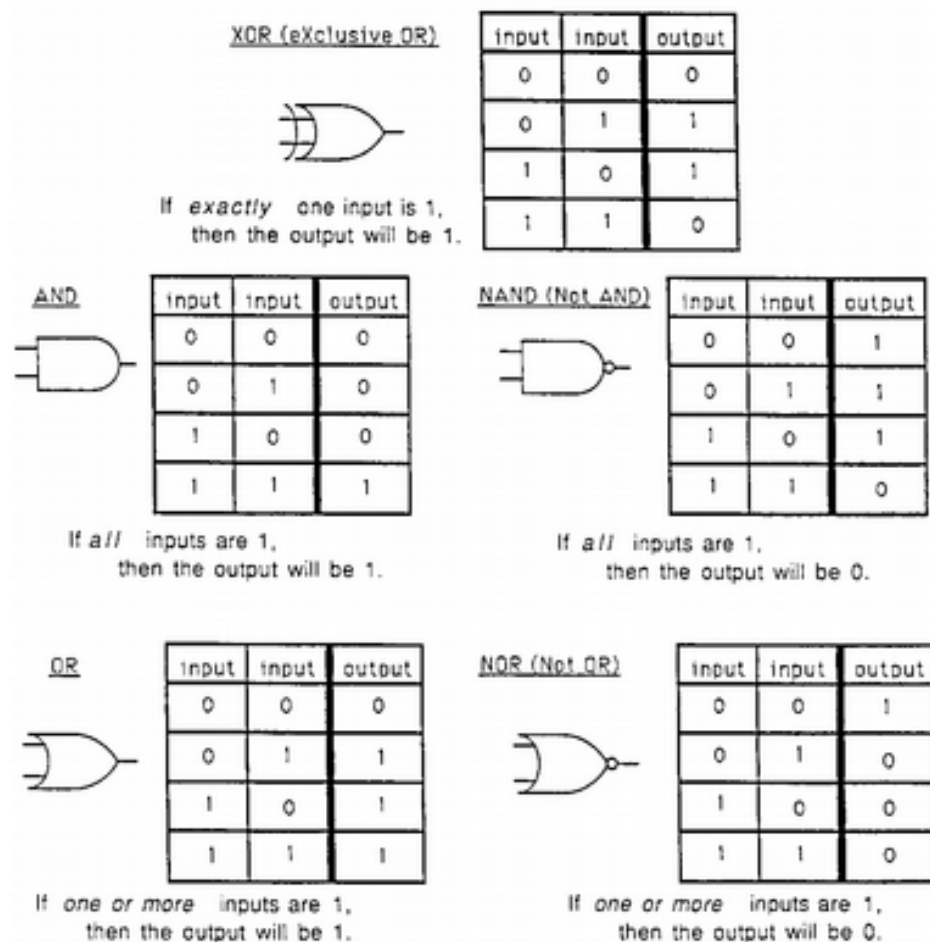 XOR (eXclusive OR)
input input output
0 0 0
0 1 1
1 0 1
1 1 0
If exactly one input is 1,
then the output will be 1.
AND
input input output
0 0 0
0 1 0
1 0 0
1 1 1
If all inputs are 1,
then the output will be 1.
NAND (Not AND)
input input output
0 0 1
0 1 1
1 0 1
1 1 0
If all inputs are 1,
then the output will be 0.
OR
input input output
0 0 0
0 1 1
1 0 1
1 1 1
If one or more inputs are 1,
then the output will be 1.
NOR (Not OR)
input input output
0 0 1
0 1 0
1 0 0
1 1 0
If one or more inputs are 1,
then the output will be 0.